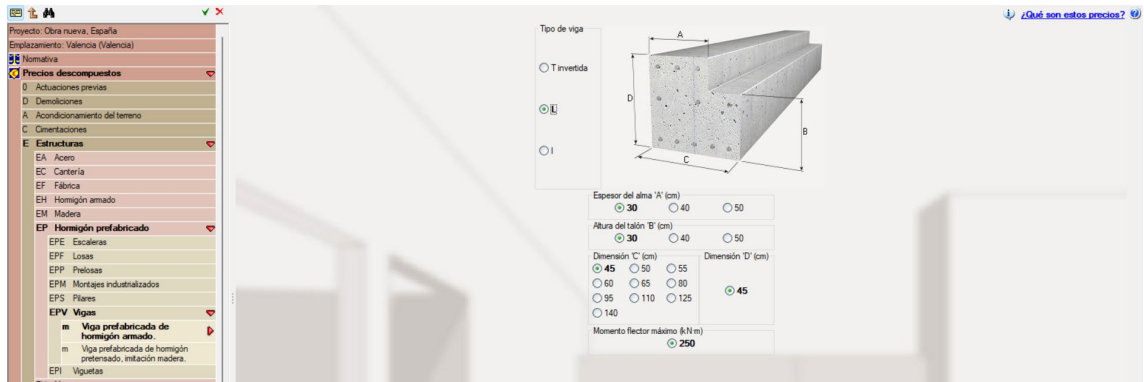 ¿Qué son estos precios?
Proyecto: Obra nueva, España
Emplazamiento: Valencia (Valencia)
Normativa
Precios descompuestos
0 Actuaciones previas
D Demoliciones
A Acondicionamiento del terreno
C Cimentaciones
E Estructuras
EA Acero
EC Cantería
EF Fábrica
EH Hormigón armado
EM Madera
EP Hormigón prefabricado
EPE Escaleras
EPF Losas
EPP Prelosas
EPM Montajes industrializados
EPS Pilares
EPV Vigas
m Viga prefabricada de
hormigón armado.
m Viga prefabricada de hormigón
pretensado, imitación madera.
EPI Viguetas
Tipo de viga
T invertida
L
I
A
D
B
C
Espesor del alma 'A' (cm)
30 40 50
Altura del talón 'B' (cm)
30 40 50
Dimensión 'C' (cm)
45 50 55
60 65 80
95 110 125
140
Dimensión 'D' (cm)
45
Momento flector máximo (kN·m)
250